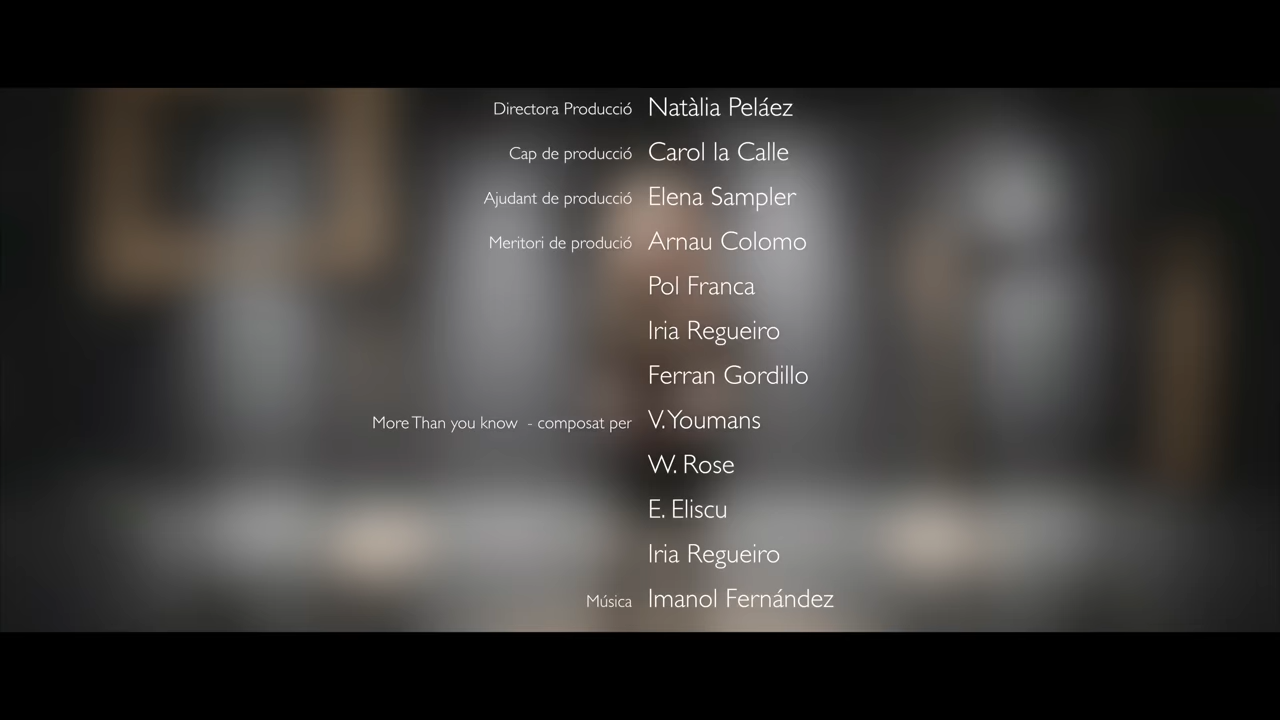 Directora Producció Natàlia Peláez
Cap de producció Carol la Calle
Ajudant de producció Elena Sampler
Meritori de produció Arnau Colomo
Pol Franca
Iria Regueiro
Ferran Gordillo
More Than you know - composat per V. Youmans
W. Rose
E. Eliscu
Iria Regueiro
Música Imanol Fernández